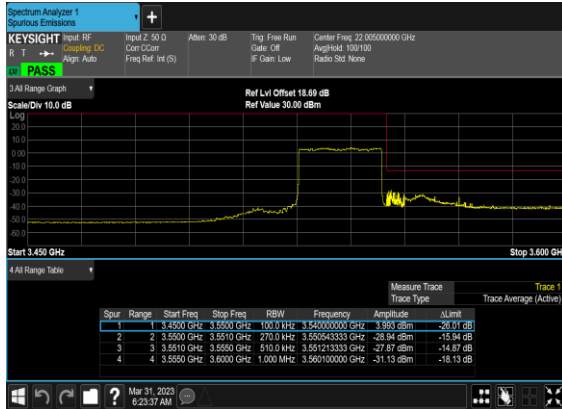 Spectrum Analyzer 1
Spurious Emissions
KEYSIGHT Input: RF Input Z: 50 Ω Atten: 30 dB Trig: Free Run Center Freq: 22.005000000 GHz
R T Coupling: DC Corr CCorr Gate: Off Avg|Hold: 100/100
Align: Auto Freq Ref: Int (S) IF Gain: Low Radio Std: None
PASS
3 All Range Graph Ref Lvl Offset 18.69 dB
Scale/Div 10.0 dB Ref Value 30.00 dBm
Log
20.0
10.0
0.00
-10.0
-20.0
-30.0
-40.0
-50.0
-60.0
Start 3.450 GHz Stop 3.600 GH
4 All Range Table
Measure Trace Trace 1
Trace Type Trace Average (Active)
Spur Range Start Freq Stop Freq RBW Frequency Amplitude ΔLimit
1 1 3.4500 GHz 3.5500 GHz 100.0 kHz 3.540000000 GHz 3.993 dBm -26.01 dB
2 2 3.5500 GHz 3.5510 GHz 270.0 kHz 3.550543333 GHz -28.94 dBm -15.94 dB
3 3 3.5510 GHz 3.5550 GHz 510.0 kHz 3.551213333 GHz -27.87 dBm -14.87 dB
4 4 3.5550 GHz 3.6000 GHz 1.000 MHz 3.560100000 GHz -31.13 dBm -18.13 dB
Mar 31, 2023
6:23:37 AM